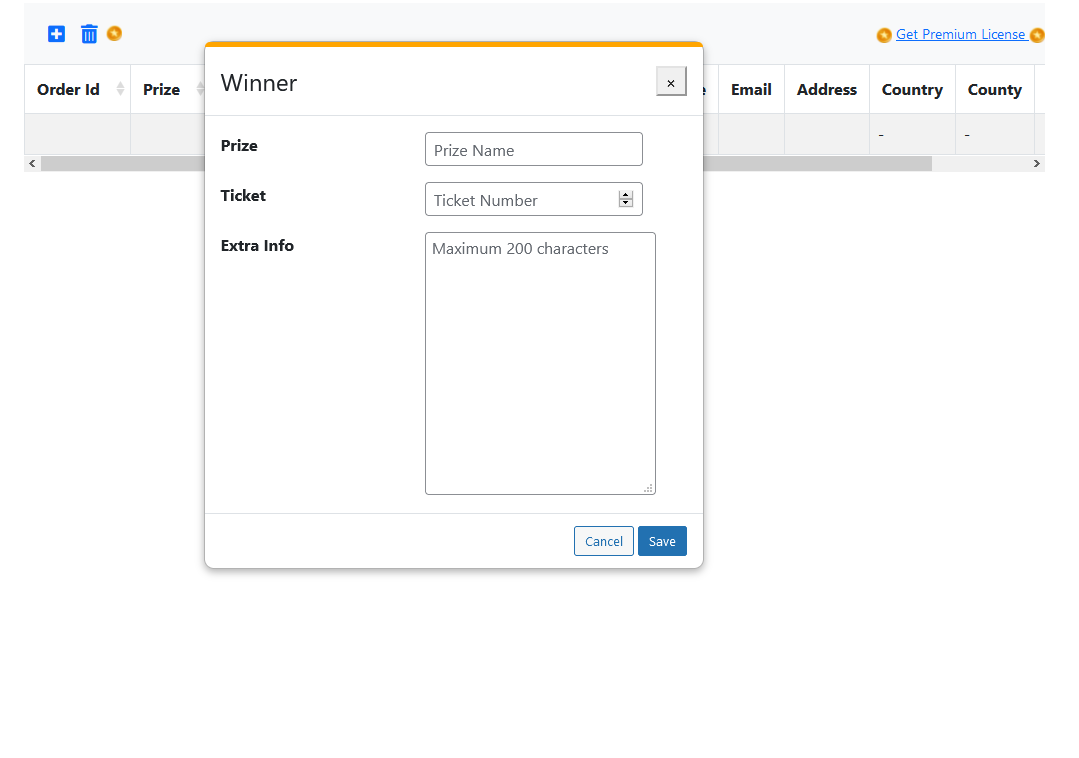 Get Premium License
Order Id Prize Email Address Country County
- -
Winner
×
Prize
Prize Name
Ticket
Ticket Number
Extra Info
Maximum 200 characters
Cancel Save